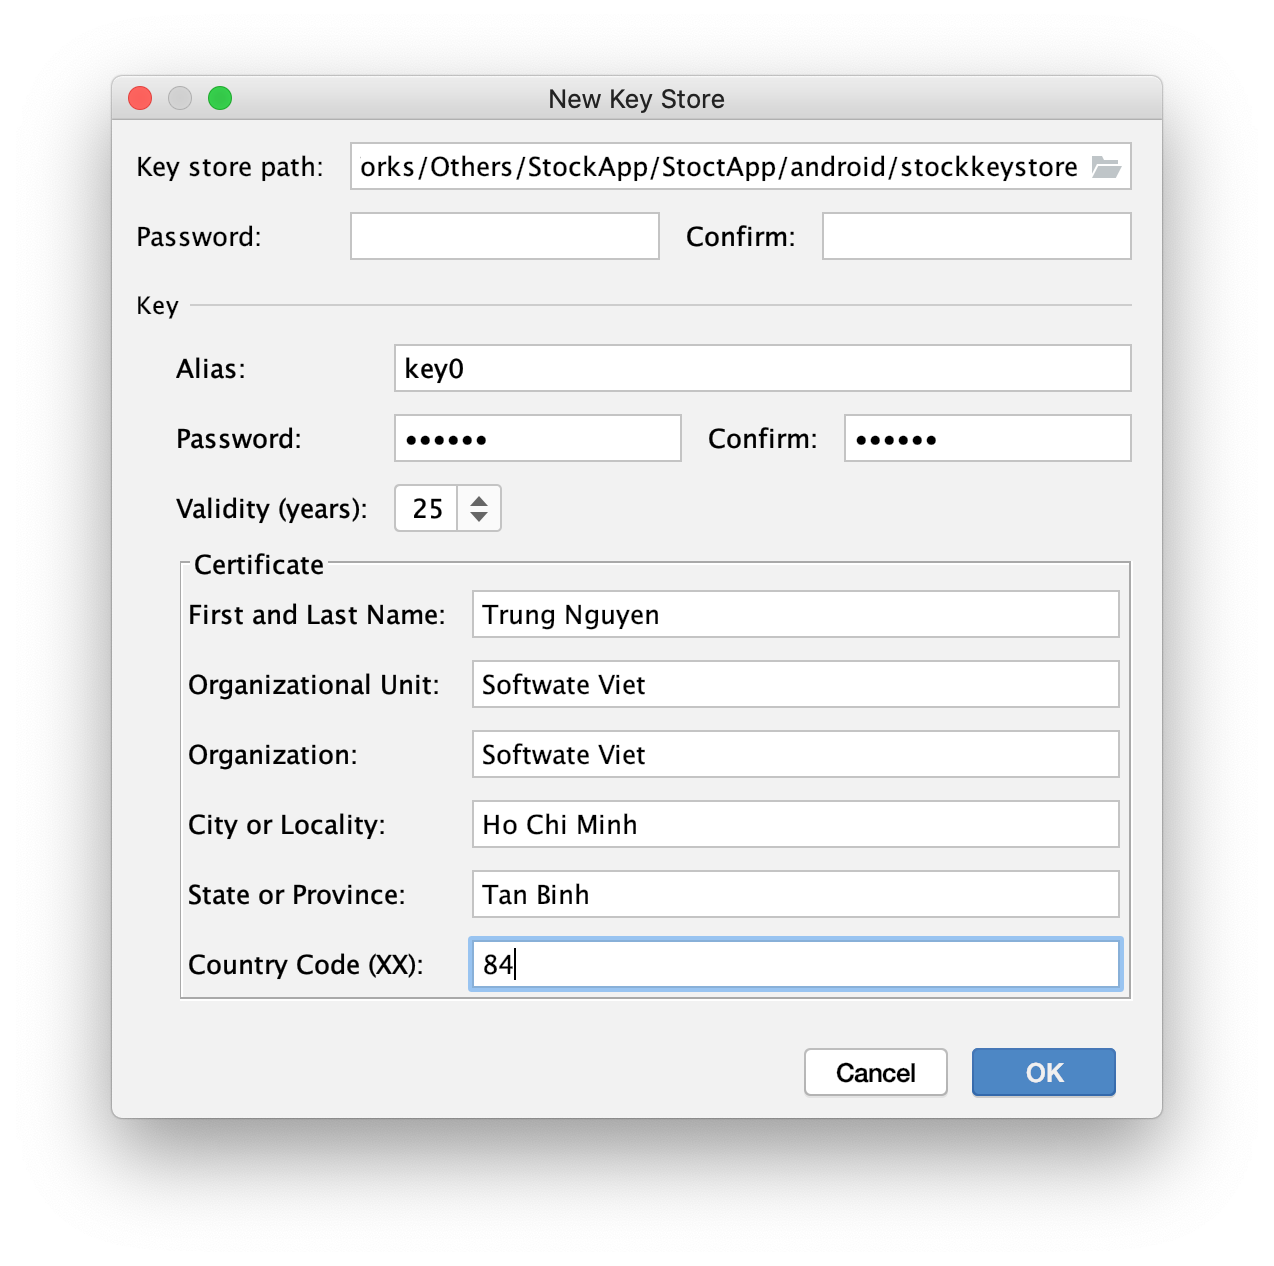 New Key Store
Key store path: orks/Others/StockApp/StoctApp/android/stockkeystore
Password: Confirm:
Key
Alias: key0
Password: •••••• Confirm: ••••••
Validity (years): 25
Certificate
First and Last Name: Trung Nguyen
Organizational Unit: Softwate Viet
Organization: Softwate Viet
City or Locality: Ho Chi Minh
State or Province: Tan Binh
Country Code (XX): 84
Cancel OK